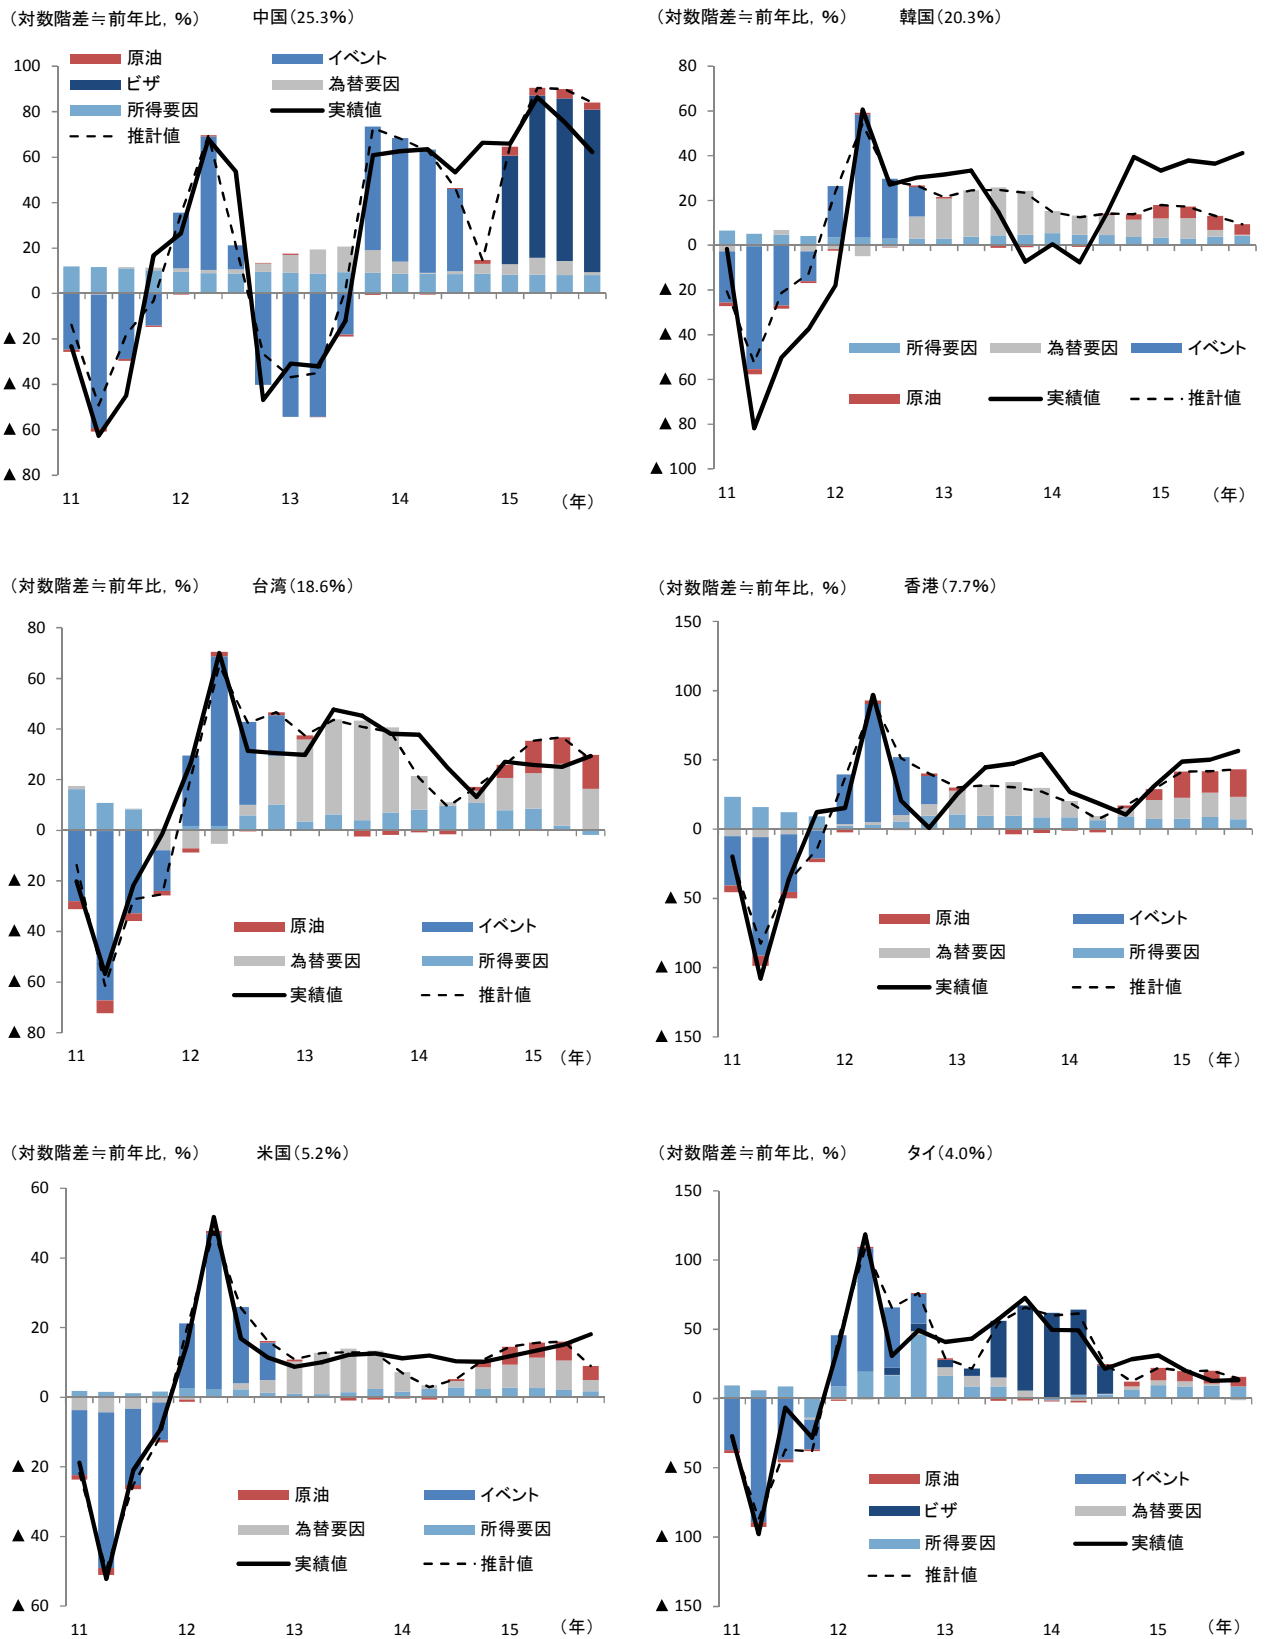 （対数階差≒前年比, %） 中国（25.3%）
原油 イベント
ビザ 為替要因
所得要因 実績値
推計値
100
80
60
40
20
0
▲ 20
▲ 40
▲ 60
▲ 80
11 12 13 14 15 （年）
（対数階差≒前年比, %） 韓国（20.3%）
80
60
40
20
0
▲ 20
▲ 40
▲ 60
▲ 80
▲ 100
所得要因 為替要因 イベント
原油 実績値 推計値
11 12 13 14 15 （年）
（対数階差≒前年比, %） 台湾（18.6%）
80
60
40
20
0
▲ 20
▲ 40
▲ 60
▲ 80
原油 イベント
為替要因 所得要因
実績値 推計値
11 12 13 14 15 （年）
（対数階差≒前年比, %） 香港（7.7%）
150
100
50
0
▲ 50
▲ 100
▲ 150
原油 イベント
為替要因 所得要因
実績値 推計値
11 12 13 14 15 （年）
（対数階差≒前年比, %） 米国（5.2%）
60
40
20
0
▲ 20
▲ 40
▲ 60
原油 イベント
為替要因 所得要因
実績値 推計値
11 12 13 14 15 （年）
（対数階差≒前年比, %） タイ（4.0%）
150
100
50
0
▲ 50
▲ 100
▲ 150
原油 イベント
ビザ 為替要因
所得要因 実績値
推計値
11 12 13 14 15 （年）